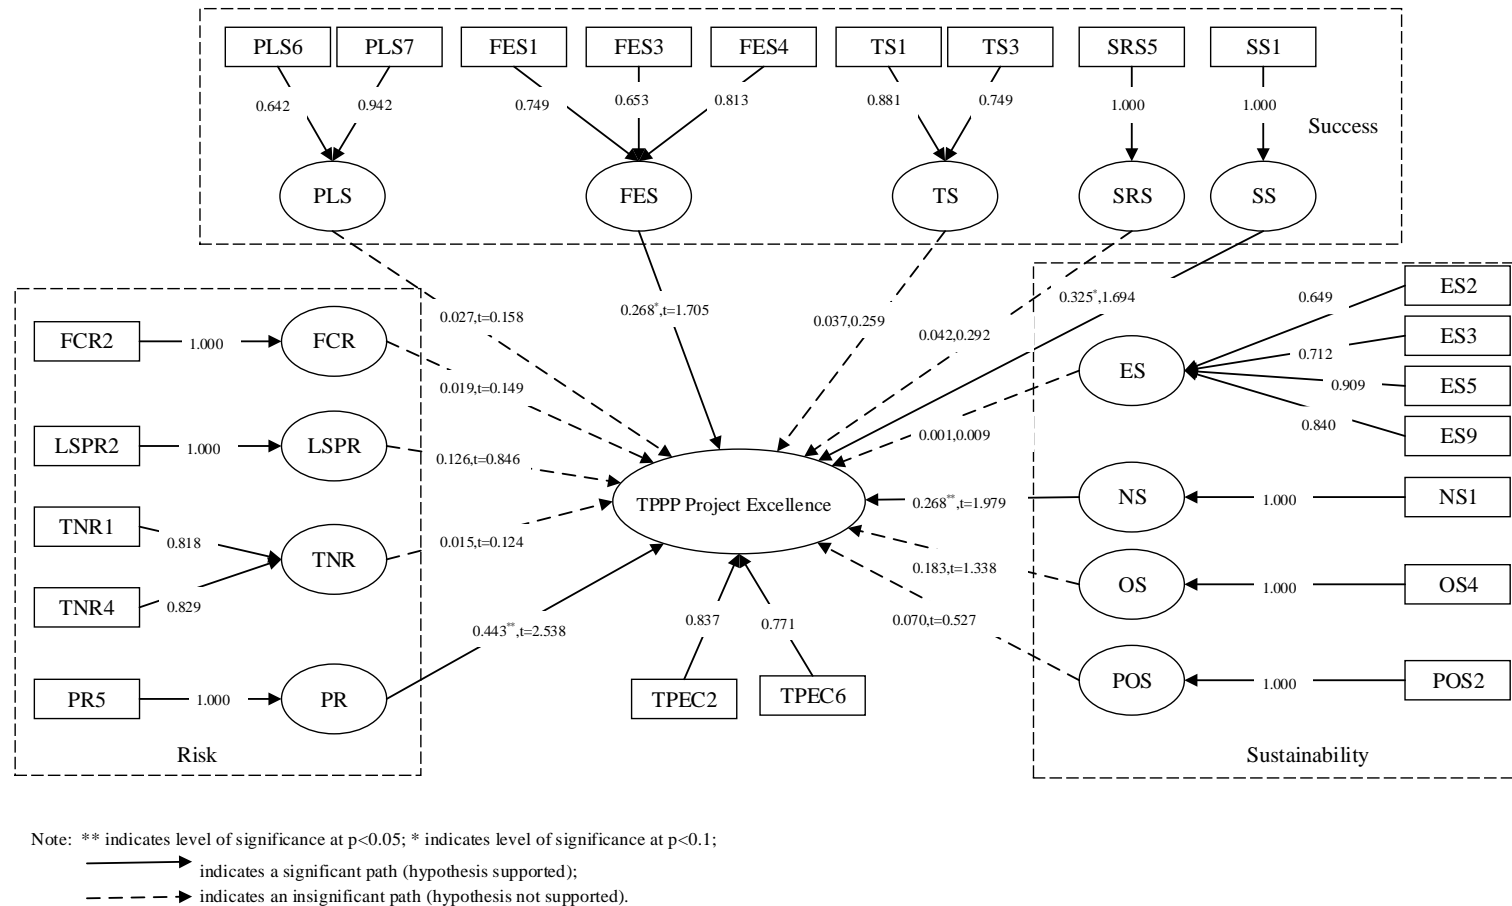 PLS6 PLS7 FES1 FES3 FES4 TS1 TS3 SRS5 SS1
0.642 0.942 0.749 0.653 0.813 0.881 0.749 1.000 1.000
Success
PLS FES TS SRS SS
0.027,t=0.158
0.268*,t=1.705
0.037,0.259
0.042,0.292
0.325*,1.694
FCR2 1.000 FCR
0.019,t=0.149
LSPR2 1.000 LSPR
0.126,t=0.846
TNR1 0.818
TNR
TNR4 0.829
0.015,t=0.124
PR5 1.000 PR
0.443**,t=2.538
Risk
TPPP Project Excellence
0.837 0.771
TPEC2 TPEC6
ES
0.649 ES2
0.712 ES3
0.909 ES5
0.840 ES9
0.001,0.009
0.268**,t=1.979
NS 1.000 NS1
0.183,t=1.338
OS 1.000 OS4
0.070,t=0.527
POS 1.000 POS2
Sustainability
Note: ** indicates level of significance at p<0.05; * indicates level of significance at p<0.1;
indicates a significant path (hypothesis supported);
indicates an insignificant path (hypothesis not supported).